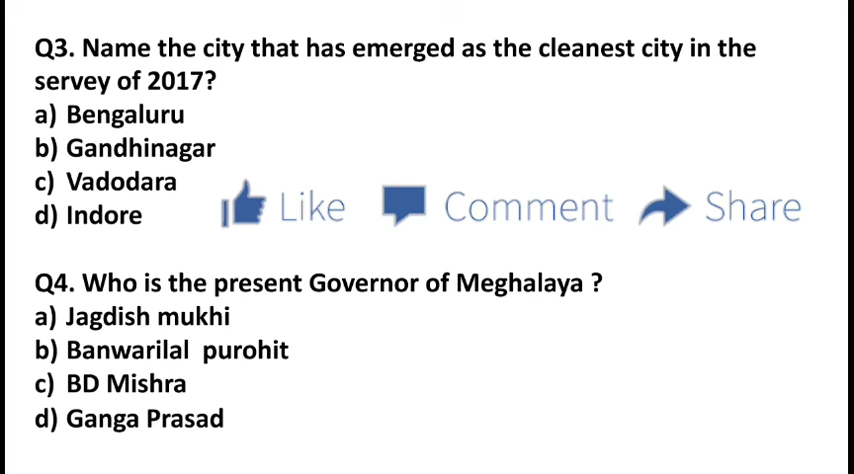 Q3. Name the city that has emerged as the cleanest city in the
servey of 2017?
a) Bengaluru
b) Gandhinagar
c) Vadodara
d) Indore
Like Comment Share
Q4. Who is the present Governor of Meghalaya ?
a) Jagdish mukhi
b) Banwarilal purohit
c) BD Mishra
d) Ganga Prasad